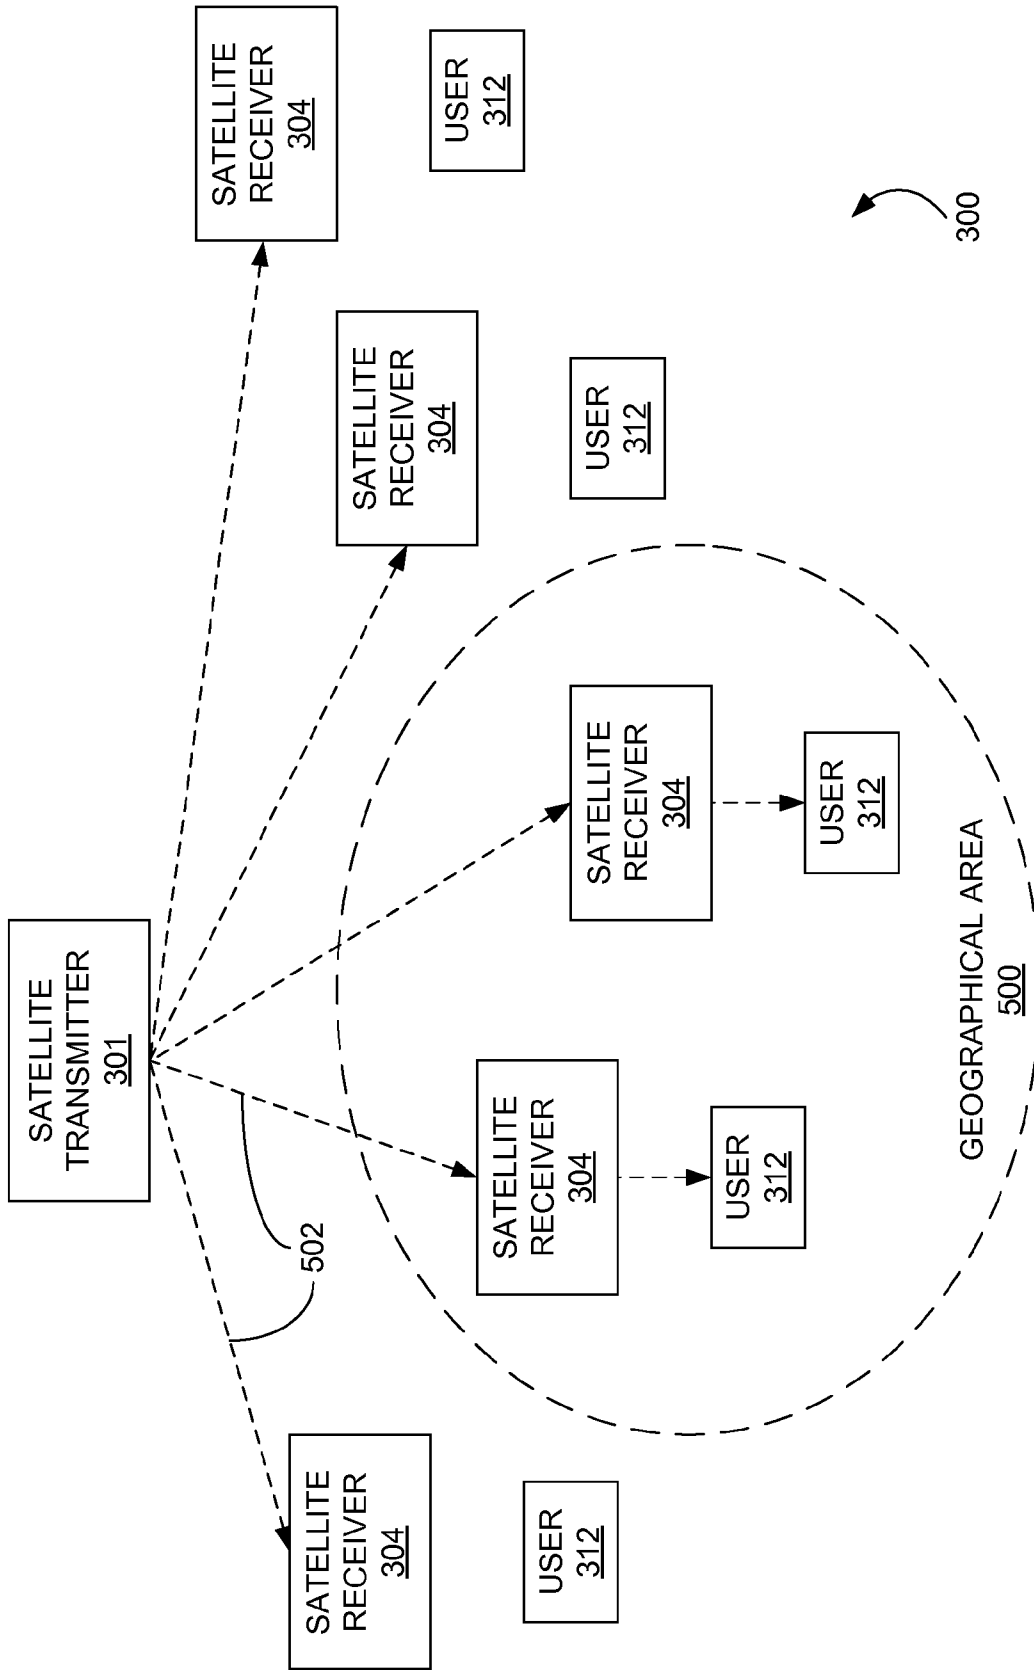 SATELLITE
TRANSMITTER
301
502
SATELLITE
RECEIVER
304
USER
312
SATELLITE
RECEIVER
304
USER
312
SATELLITE
RECEIVER
304
USER
312
SATELLITE
RECEIVER
304
USER
312
SATELLITE
RECEIVER
304
USER
312
GEOGRAPHICAL AREA
500
300